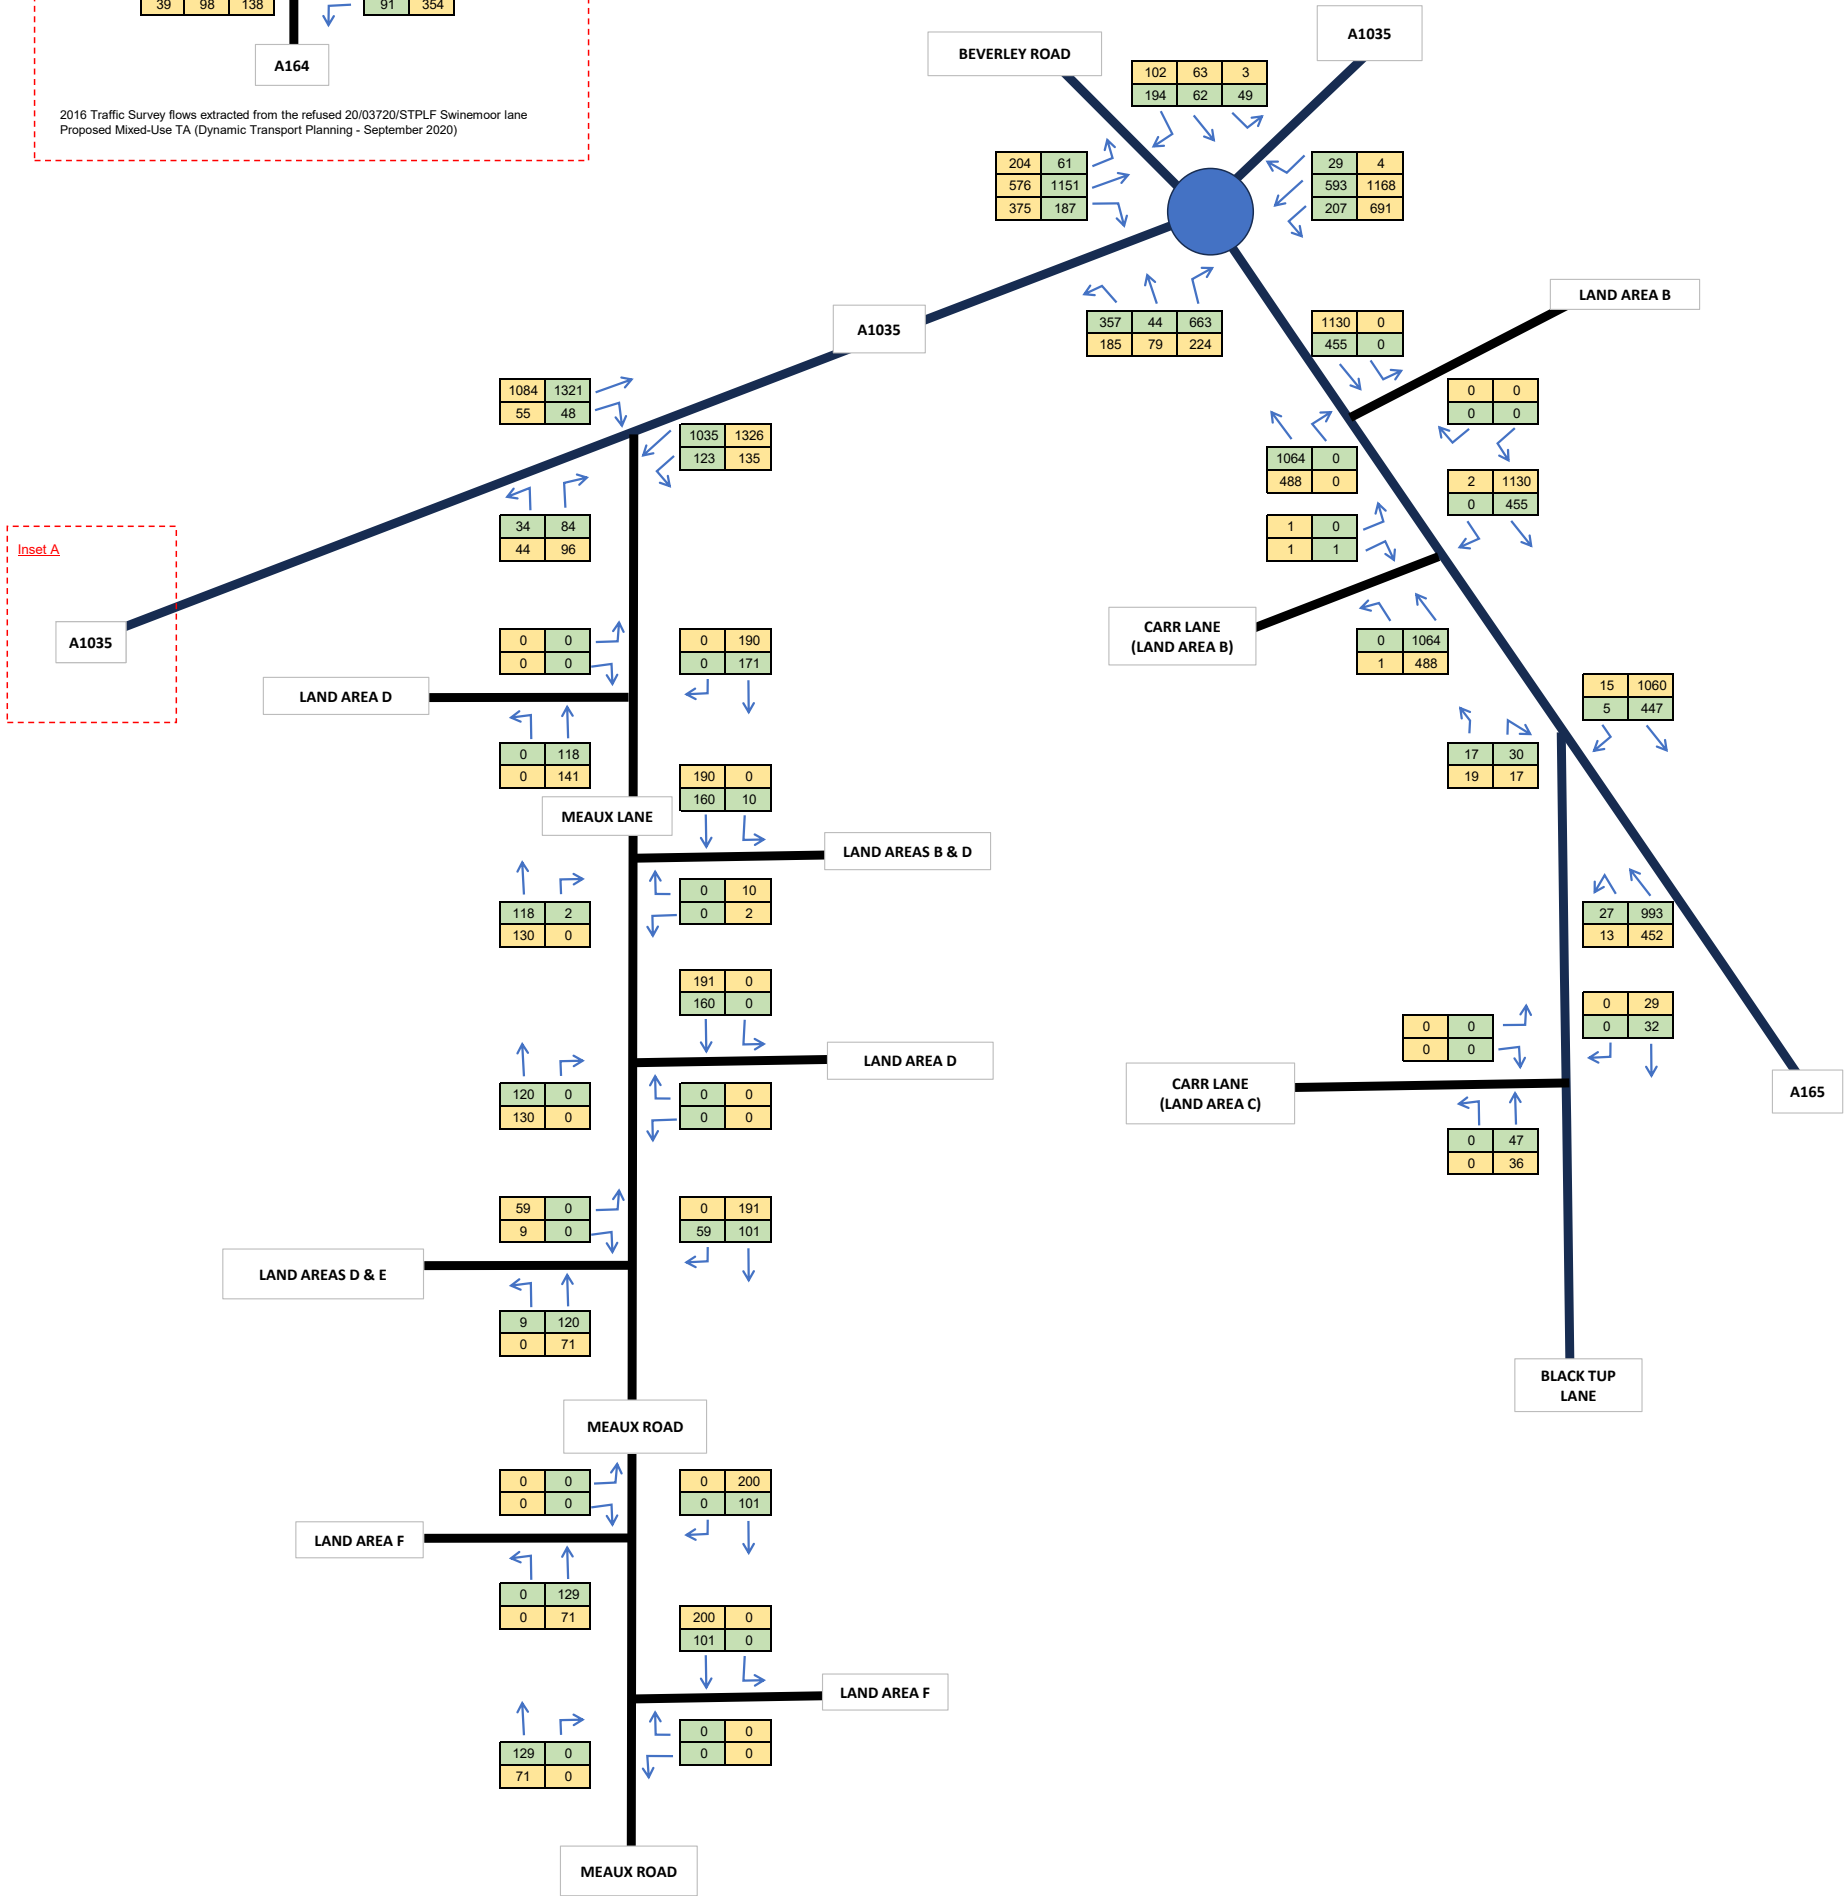 39 98 138
91 354
A164
2016 Traffic Survey flows extracted from the refused 20/03720/STPLF Swinemoor lane
Proposed Mixed-Use TA (Dynamic Transport Planning - September 2020)
BEVERLEY ROAD
A1035
102 63 3
194 62 49
204 61
576 1151
375 187
29 4
593 1168
207 691
357 44 663
185 79 224
A1035
LAND AREA B
1130 0
455 0
0 0
0 0
1064 0
488 0
2 1130
0 455
1 0
1 1
CARR LANE
(LAND AREA B)
0 1064
1 488
1084 1321
55 48
1035 1326
123 135
34 84
44 96
Inset A
A1035
0 0
0 0
0 190
0 171
LAND AREA D
0 118
0 141
15 1060
5 447
17 30
19 17
190 0
160 10
MEAUX LANE
LAND AREAS B & D
118 2
130 0
0 10
0 2
27 993
13 452
191 0
160 0
LAND AREA D
120 0
130 0
0 0
0 0
0 29
0 32
0 0
0 0
CARR LANE
(LAND AREA C)
A165
0 47
0 36
59 0
9 0
0 191
59 101
LAND AREAS D & E
9 120
0 71
BLACK TUP
LANE
MEAUX ROAD
0 0
0 0
0 200
0 101
LAND AREA F
0 129
0 71
200 0
101 0
LAND AREA F
129 0
71 0
0 0
0 0
MEAUX ROAD